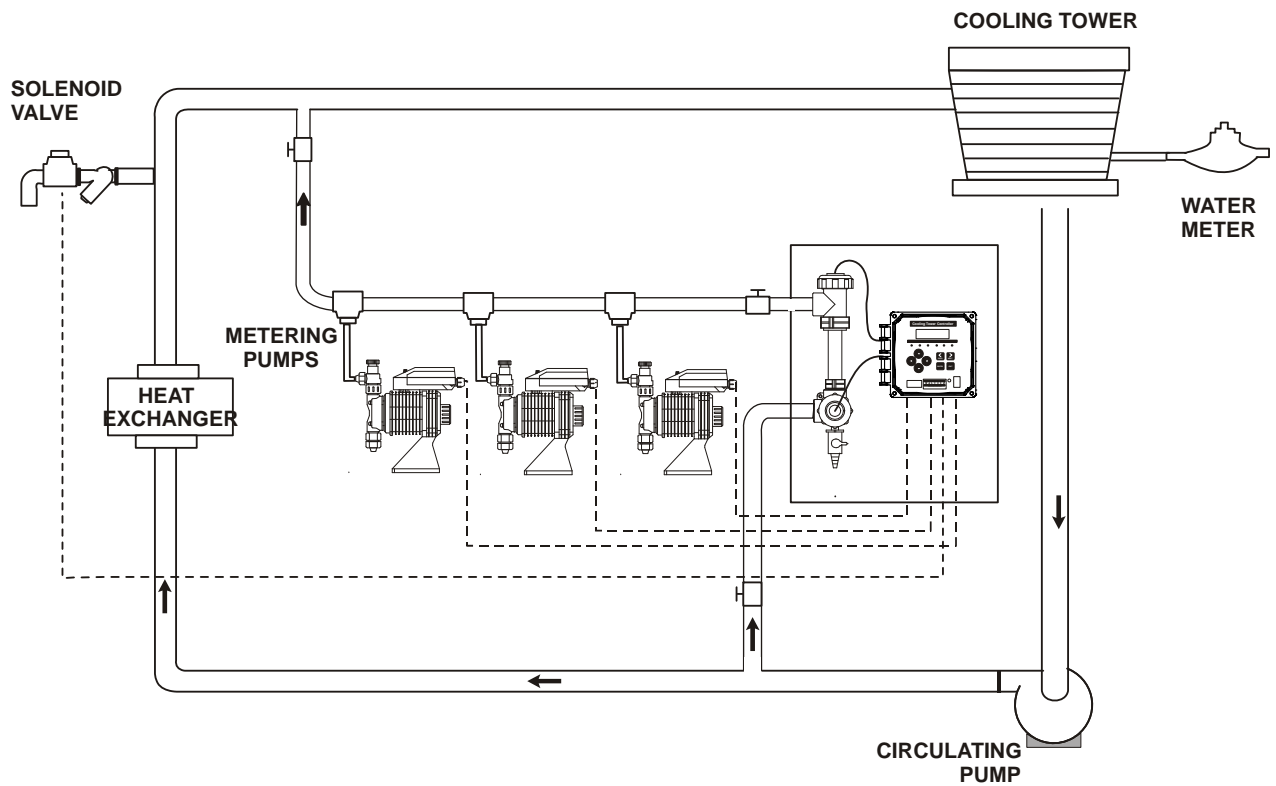 COOLING TOWER
SOLENOID
VALVE
WATER
METER
METERING
PUMPS
Cooling Tower Controller
HEAT
EXCHANGER
CIRCULATING
PUMP